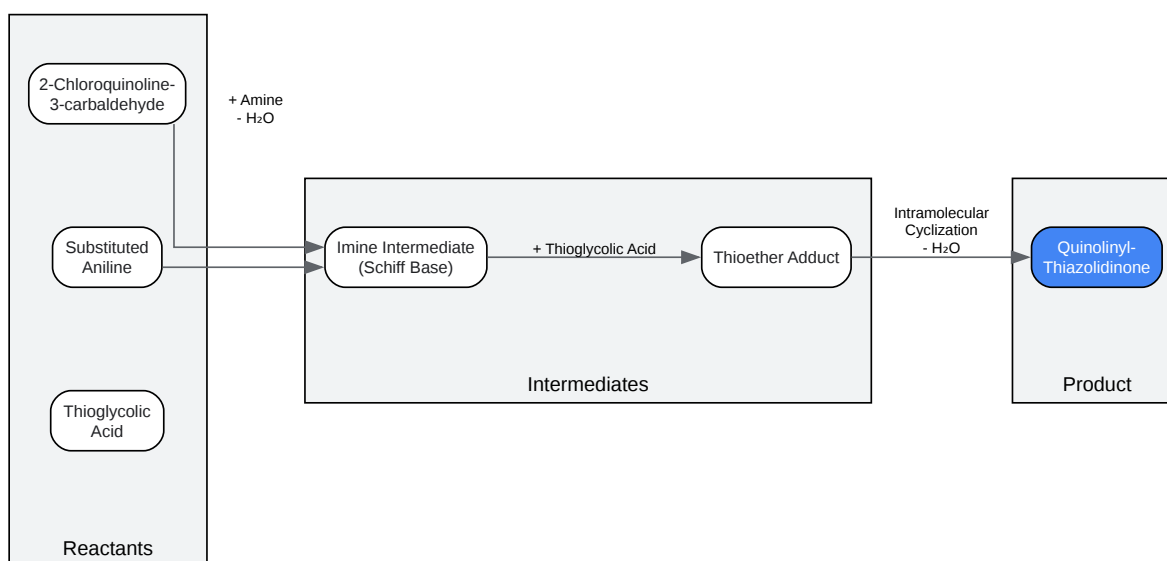 2-Chloroquinoline-
3-carbaldehyde
+ Amine
- H₂O
Substituted
Aniline
Thioglycolic
Acid
Reactants
Imine Intermediate
(Schiff Base)
+ Thioglycolic Acid
Thioether Adduct
Intermediates
Intramolecular
Cyclization
- H₂O
Quinolinyl-
Thiazolidinone
Product